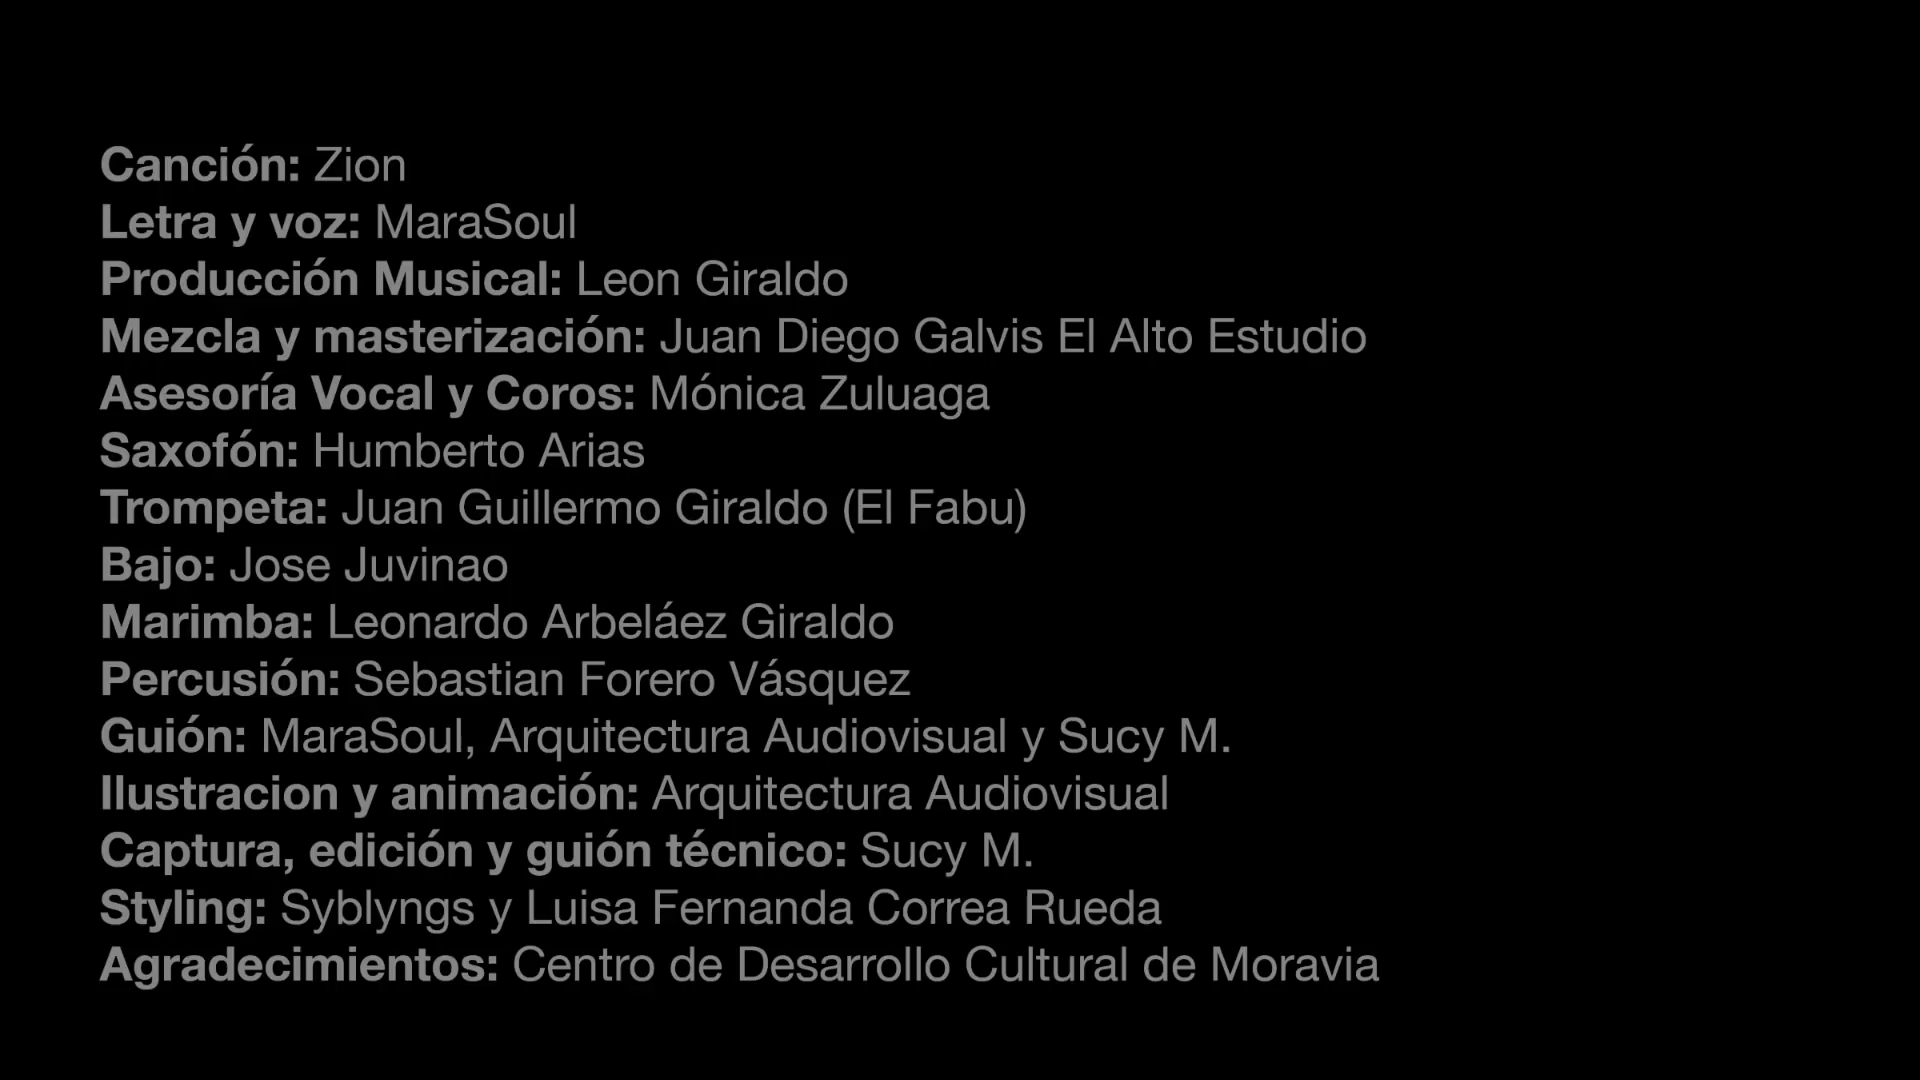 Canción: Zion
Letra y voz: MaraSoul
Producción Musical: Leon Giraldo
Mezcla y masterización: Juan Diego Galvis El Alto Estudio
Asesoría Vocal y Coros: Mónica Zuluaga
Saxofón: Humberto Arias
Trompeta: Juan Guillermo Giraldo (El Fabu)
Bajo: Jose Juvinao
Marimba: Leonardo Arbeláez Giraldo
Percusión: Sebastian Forero Vásquez
Guión: MaraSoul, Arquitectura Audiovisual y Sucy M.
Ilustracion y animación: Arquitectura Audiovisual
Captura, edición y guión técnico: Sucy M.
Styling: Syblyngs y Luisa Fernanda Correa Rueda
Agradecimientos: Centro de Desarrollo Cultural de Moravia